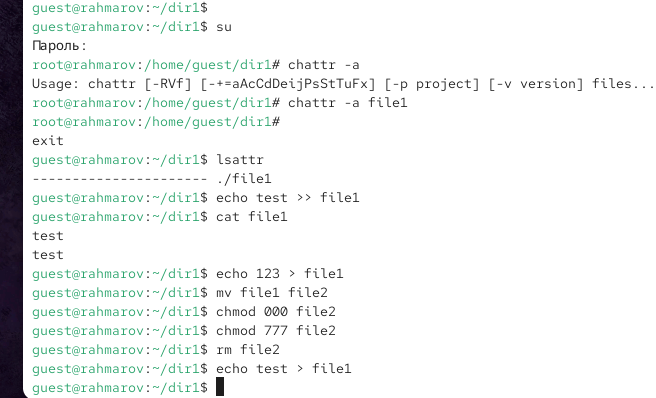 guest@rahmarov:~/dir1$
guest@rahmarov:~/dir1$ su
Пароль:
root@rahmarov:/home/guest/dir1# chattr -a
Usage: chattr [-RVf] [-+=aAcCdDeijPsStTuFx] [-p project] [-v version] files...
root@rahmarov:/home/guest/dir1# chattr -a file1
root@rahmarov:/home/guest/dir1#
exit
guest@rahmarov:~/dir1$ lsattr
---------------------- ./file1
guest@rahmarov:~/dir1$ echo test >> file1
guest@rahmarov:~/dir1$ cat file1
test
test
guest@rahmarov:~/dir1$ echo 123 > file1
guest@rahmarov:~/dir1$ mv file1 file2
guest@rahmarov:~/dir1$ chmod 000 file2
guest@rahmarov:~/dir1$ chmod 777 file2
guest@rahmarov:~/dir1$ rm file2
guest@rahmarov:~/dir1$ echo test > file1
guest@rahmarov:~/dir1$